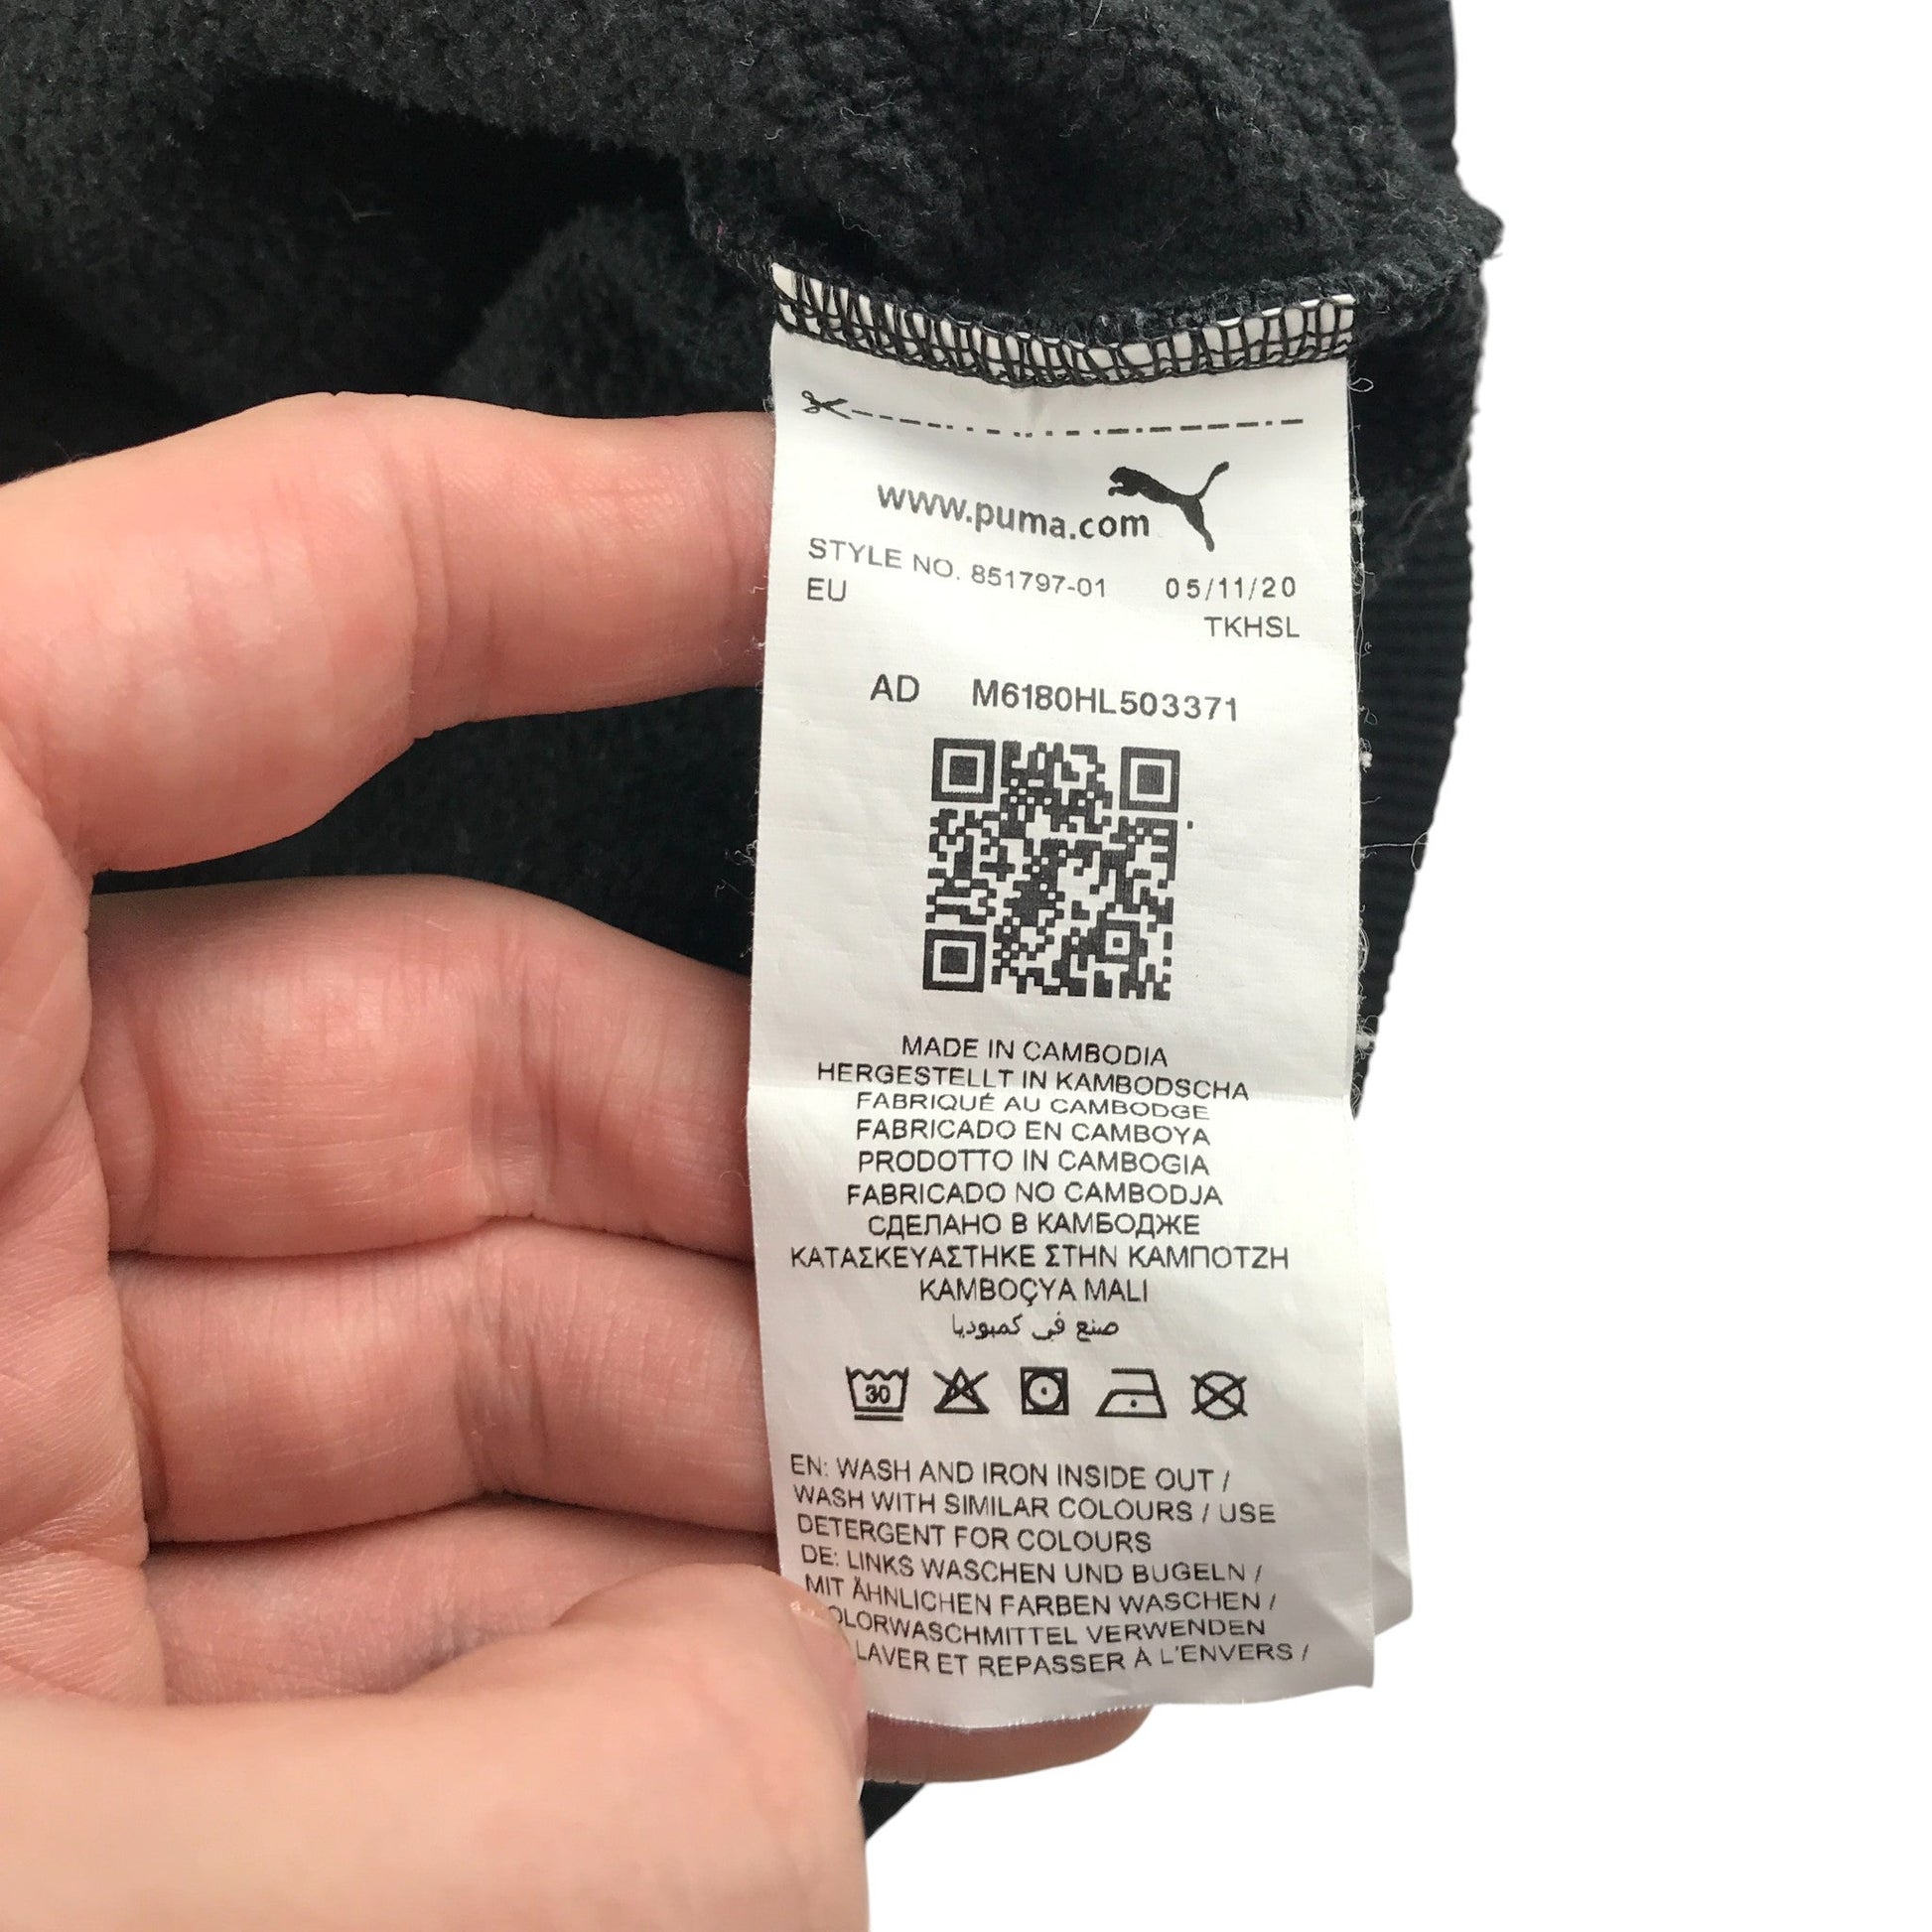 www.puma.com
STYLE NO. 851797-01 05/11/20
EU TKHSL
AD M6180HL503371
MADE IN CAMBODIA
HERGESTELLT IN KAMBODSCHA
FABRIQUÉ AU CAMBODGE
FABRICADO EN CAMBOYA
PRODOTTO IN CAMBOGIA
FABRICADO NO CAMBODJA
СДЕЛАНО В КАМБОДЖЕ
ΚΑΤΑΣΚΕΥΑΣΤΗΚΕ ΣΤΗΝ ΚΑΜΠΟΤΖΗ
KAMBOÇYA MALI
صنع في كمبوديا
30
EN: WASH AND IRON INSIDE OUT /
WASH WITH SIMILAR COLOURS / USE
DETERGENT FOR COLOURS
DE: LINKS WASCHEN UND BUGELN /
MIT ÄHNLICHEN FARBEN WASCHEN /
OLORWASCHMITTEL VERWENDEN
LAVER ET REPASSER À L'ENVERS /